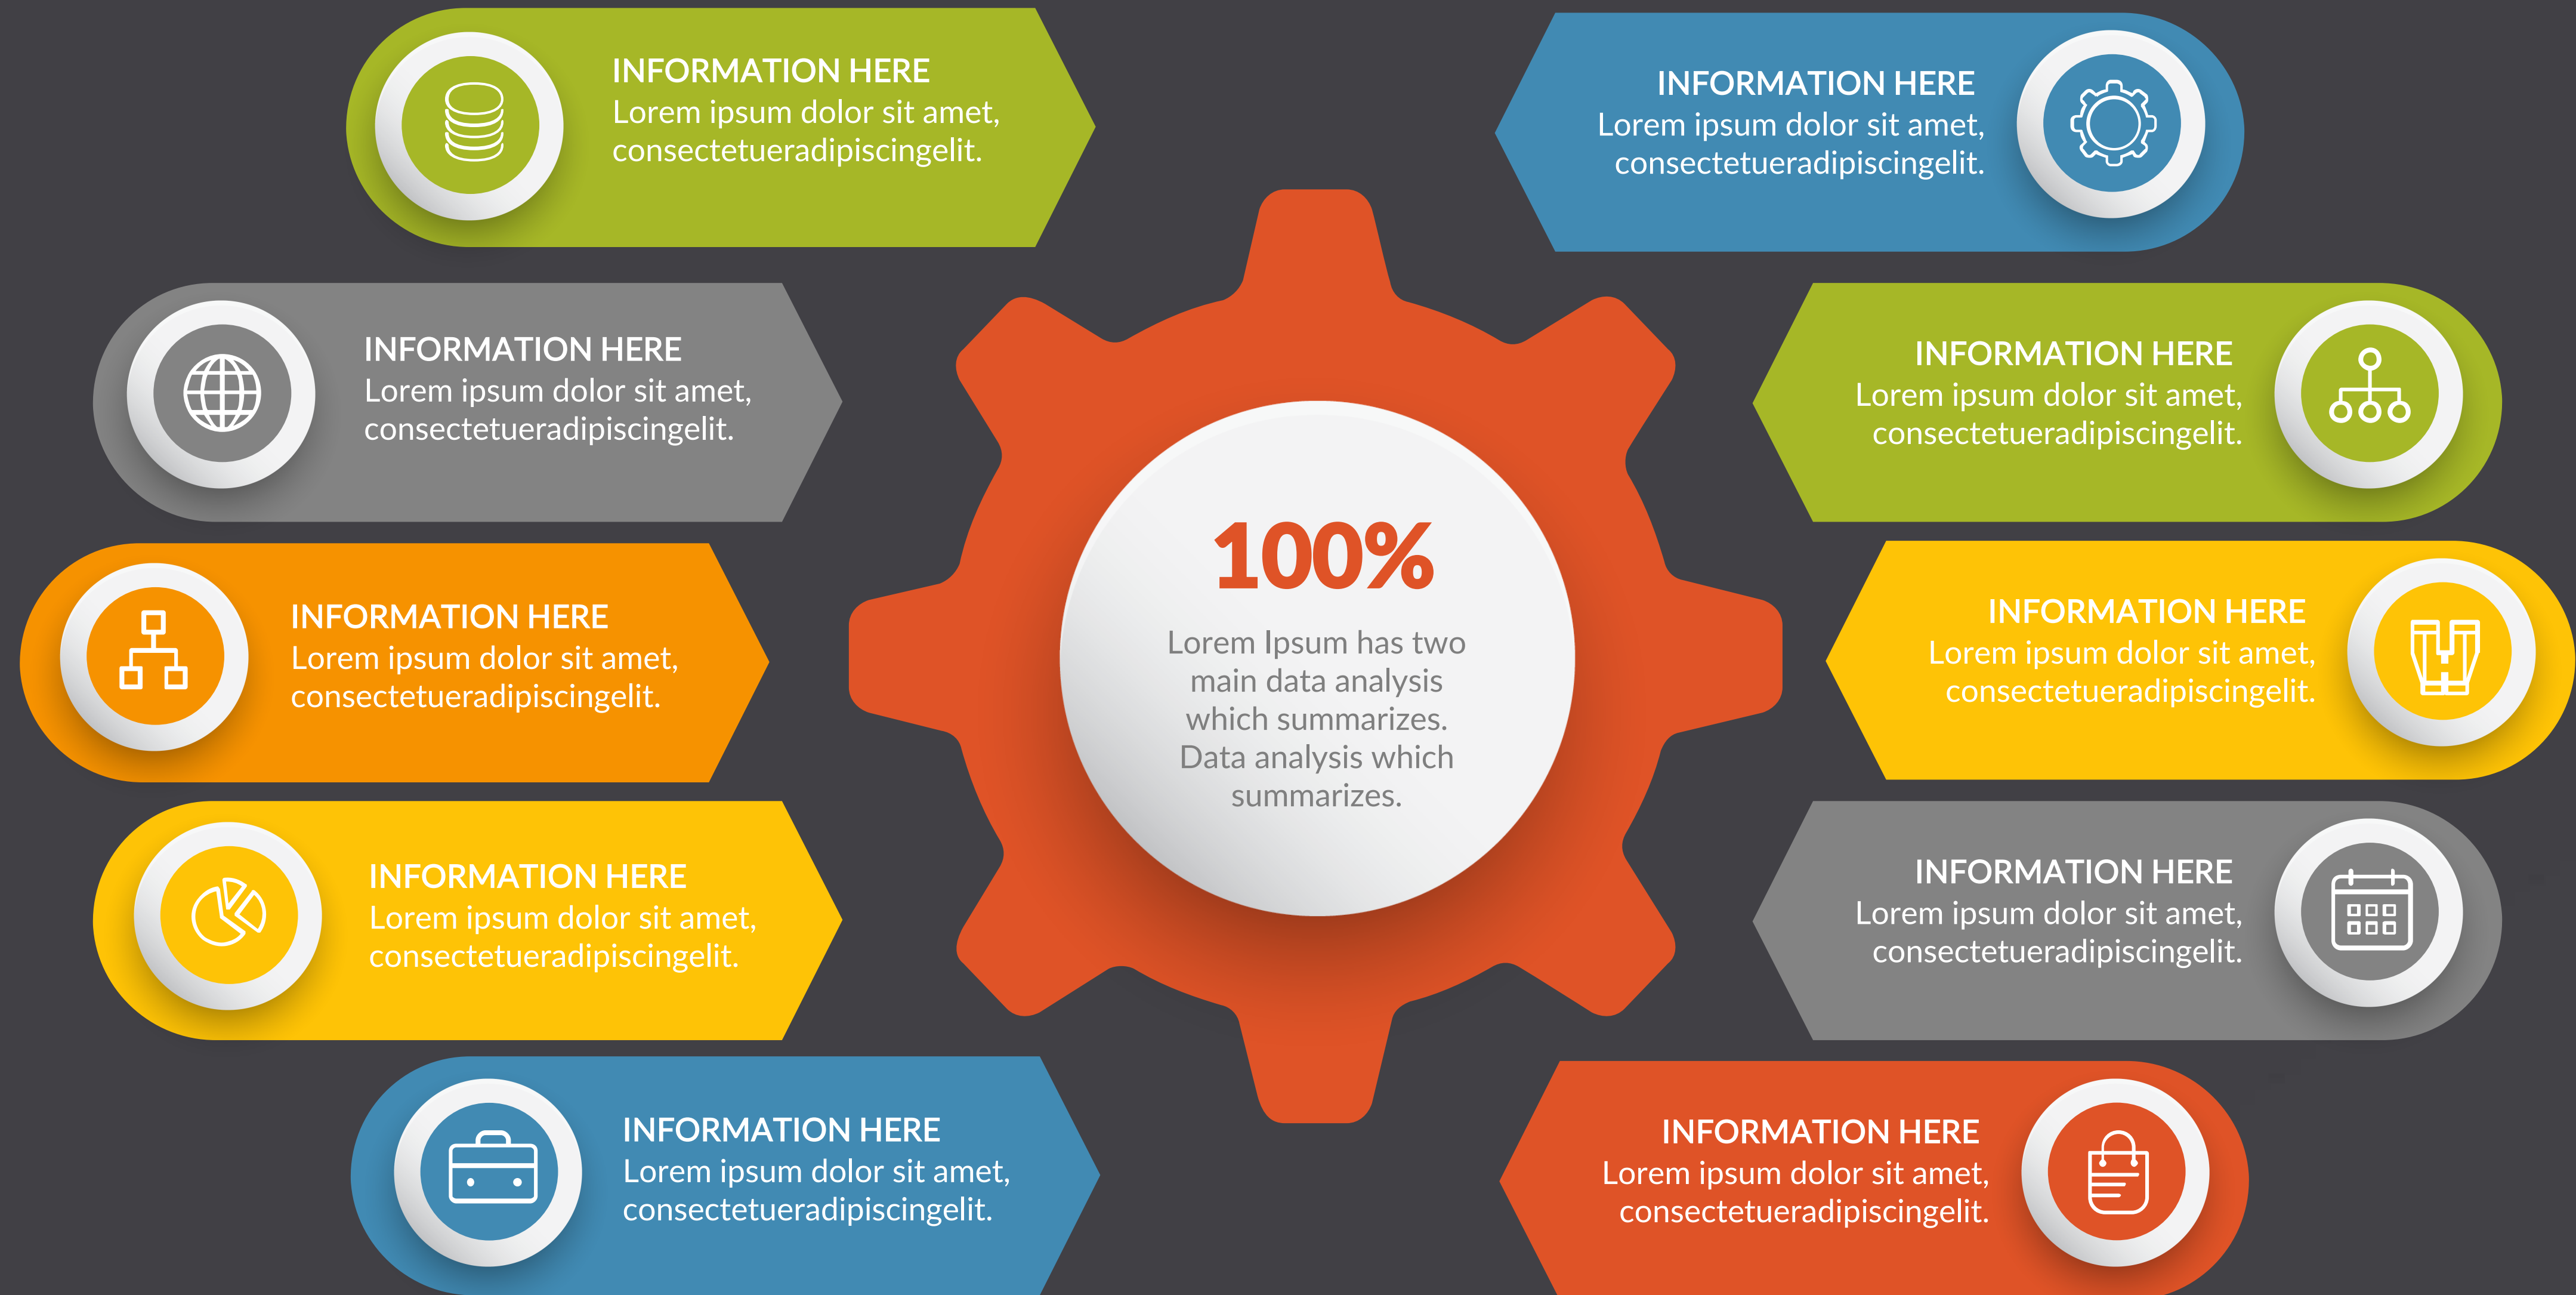 INFORMATION HERE
Lorem ipsum dolor sit amet,
consectetueradipiscingelit.
INFORMATION HERE
Lorem ipsum dolor sit amet,
consectetueradipiscingelit.
INFORMATION HERE
Lorem ipsum dolor sit amet,
consectetueradipiscingelit.
INFORMATION HERE
Lorem ipsum dolor sit amet,
consectetueradipiscingelit.
INFORMATION HERE
Lorem ipsum dolor sit amet,
consectetueradipiscingelit.
100%
Lorem Ipsum has two
main data analysis
which summarizes.
Data analysis which
summarizes.
INFORMATION HERE
Lorem ipsum dolor sit amet,
consectetueradipiscingelit.
INFORMATION HERE
Lorem ipsum dolor sit amet,
consectetueradipiscingelit.
INFORMATION HERE
Lorem ipsum dolor sit amet,
consectetueradipiscingelit.
INFORMATION HERE
Lorem ipsum dolor sit amet,
consectetueradipiscingelit.
INFORMATION HERE
Lorem ipsum dolor sit amet,
consectetueradipiscingelit.